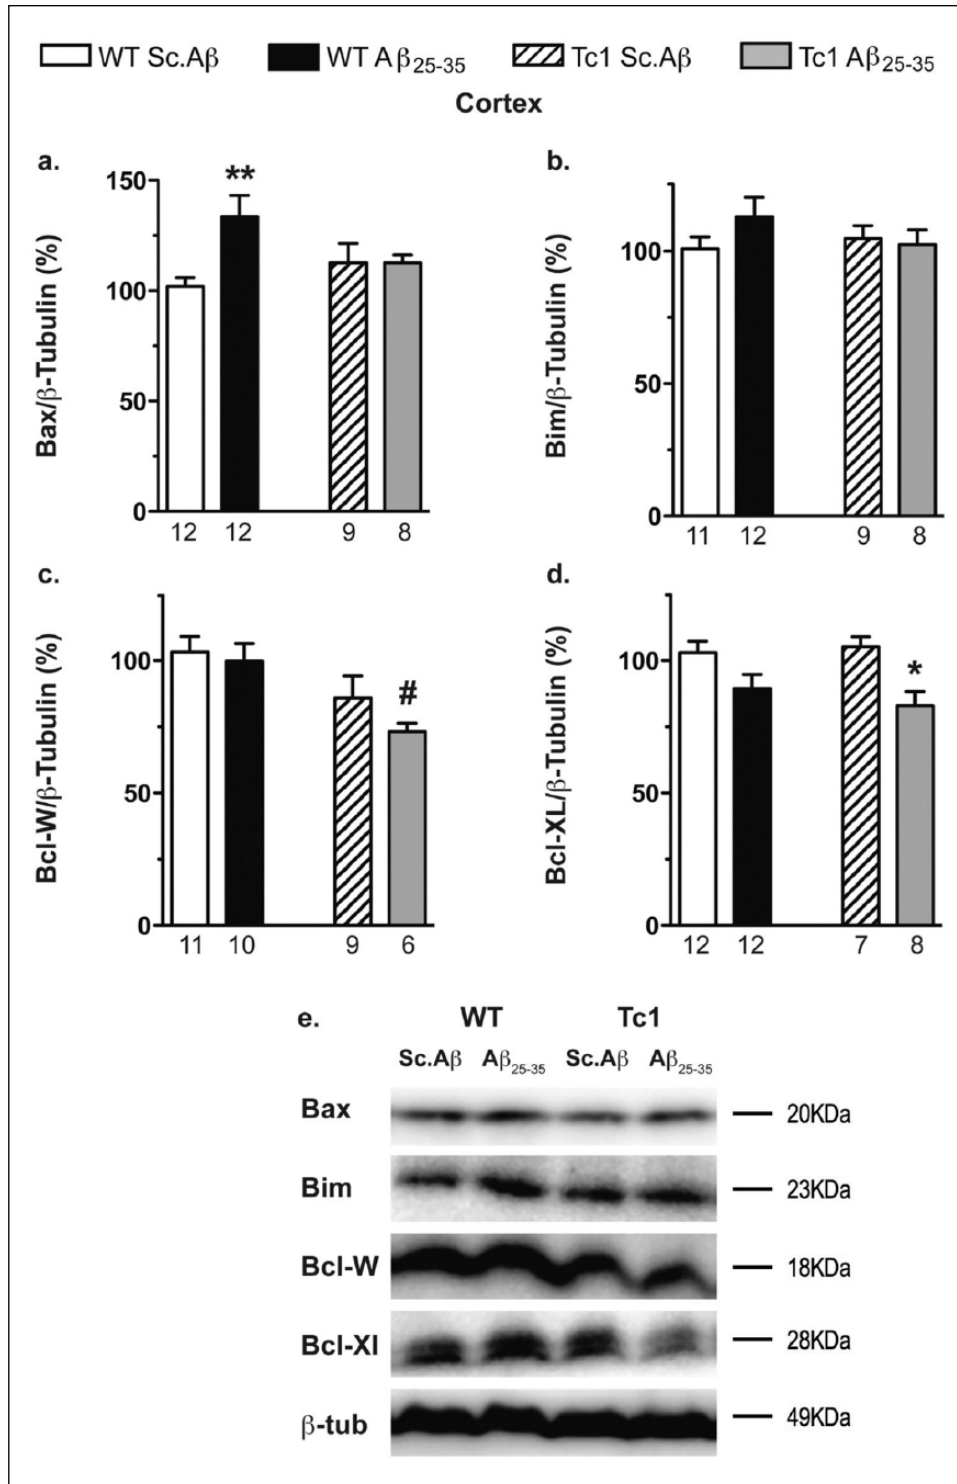 WT Sc.Aβ WT Aβ25-35 Tc1 Sc.Aβ Tc1 Aβ25-35
Cortex
a.
Bax/β-Tubulin (%)
150
100
50
0
**
12 12 9 8
b.
Bim/β-Tubulin (%)
100
50
0
11 12 9 8
c.
Bcl-W/β-Tubulin (%)
100
50
0
#
11 10 9 6
d.
Bcl-XL/β-Tubulin (%)
100
50
0
*
12 12 7 8
e. WT Tc1
Sc.Aβ Aβ25-35 Sc.Aβ Aβ25-35
Bax 20KDa
Bim 23KDa
Bcl-W 18KDa
Bcl-Xl 28KDa
β-tub 49KDa